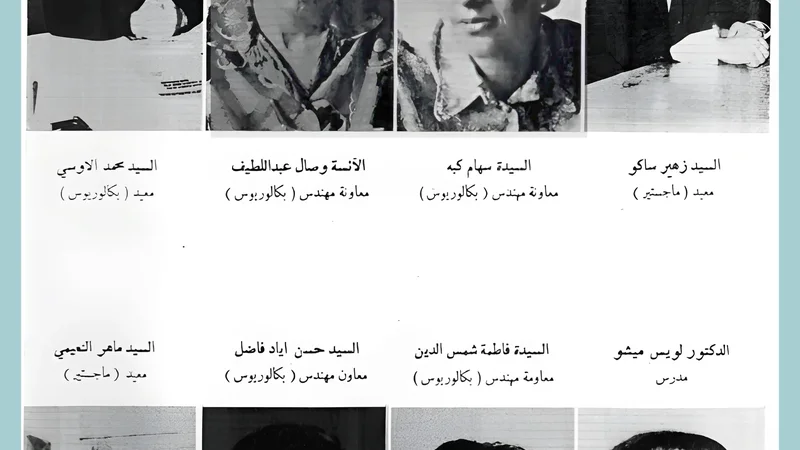 السيد زهير ساكو
معيد ( ماجستير )
السيدة سهام كبه
معاونة مهندس ( بكالوريوس )
الآنسة وصال عبداللطيف
معاونة مهندس ( بكالوريوس )
السيد محمد الاوسي
معيد ( بكالوريوس )
الدكتور لويس ميشو
مدرس
السيدة فاطمة شمس الدين
معاومة مهندس ( بكالوريوس )
السيد حسن اياد فاضل
معاون مهندس ( بكالوريوس )
السيد ماهر النعيمي
معيد ( ماجستير )